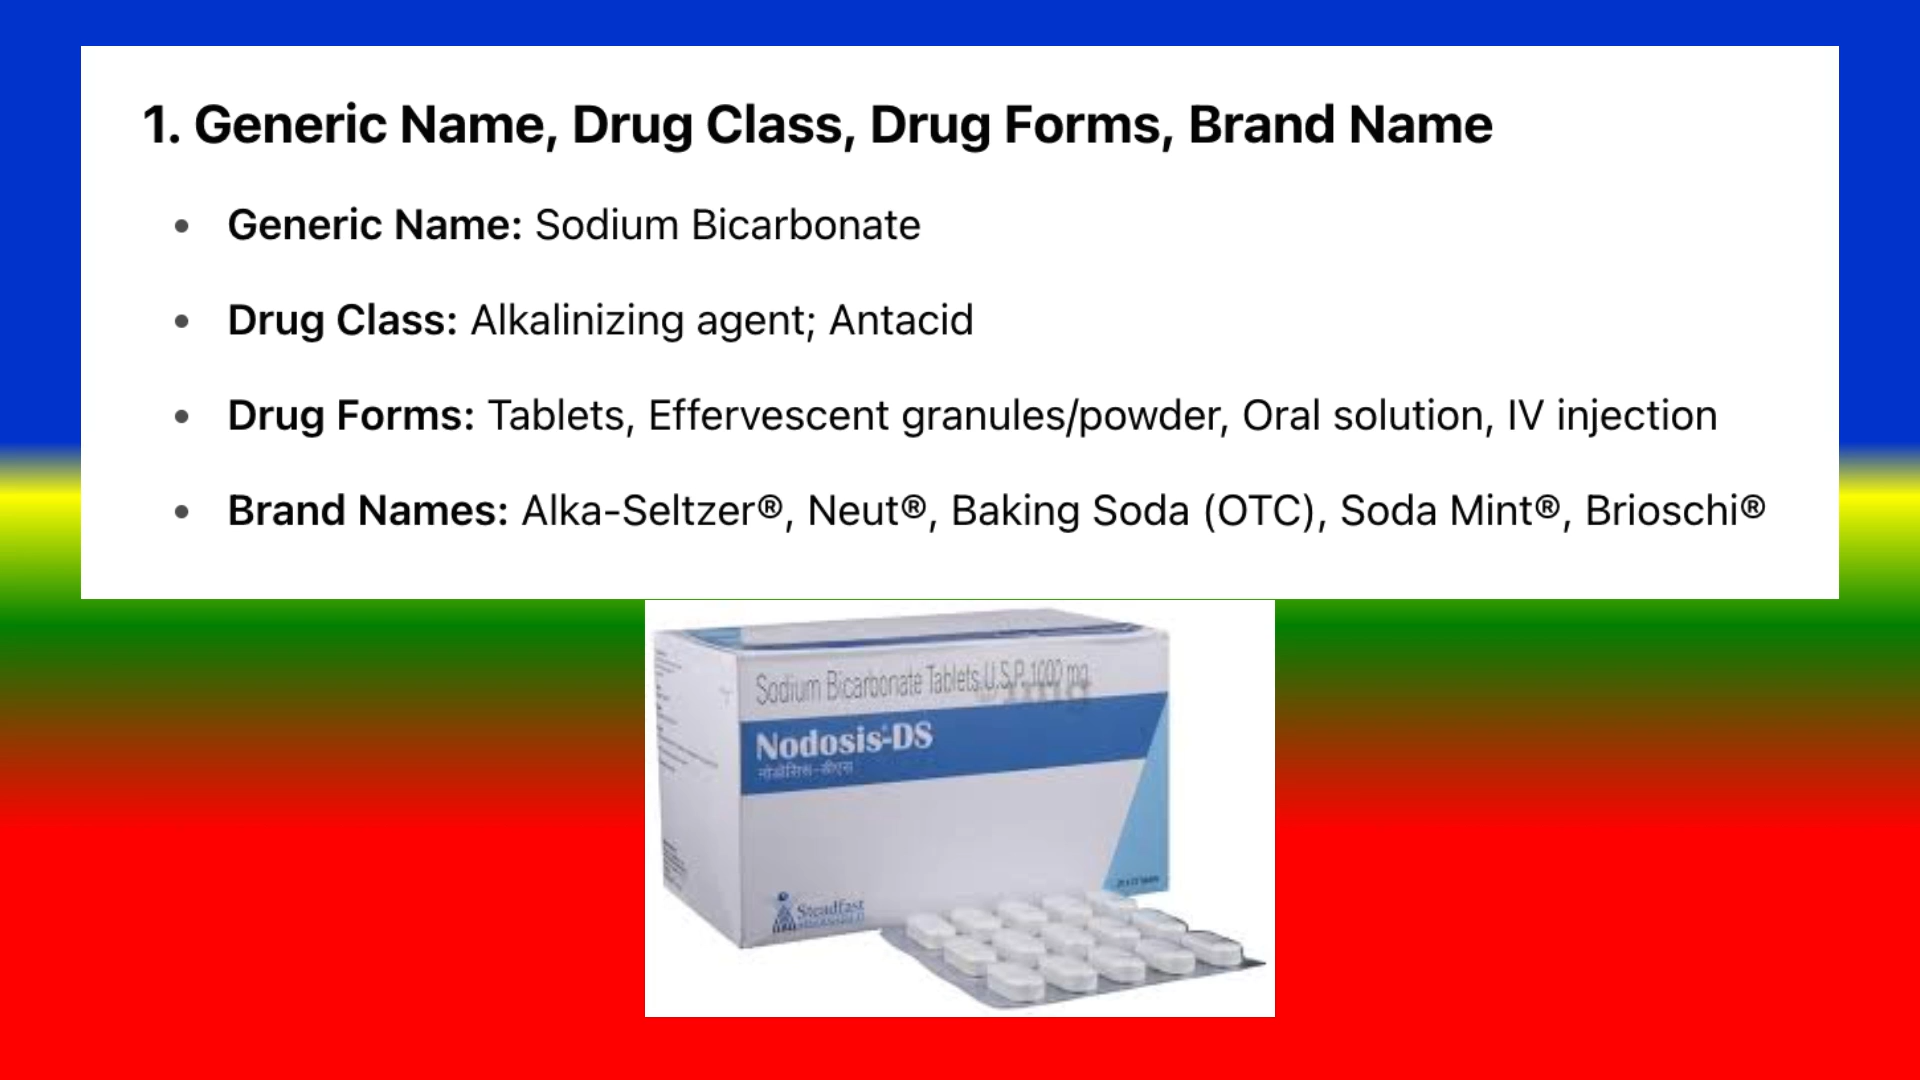 1. Generic Name, Drug Class, Drug Forms, Brand Name
• Generic Name: Sodium Bicarbonate
• Drug Class: Alkalinizing agent; Antacid
• Drug Forms: Tablets, Effervescent granules/powder, Oral solution, IV injection
• Brand Names: Alka-Seltzer®, Neut®, Baking Soda (OTC), Soda Mint®, Brioschi®
Sodium Bicarbonate Tablets U.S.P. 1000 mg
Nodosis-DS
नोडोसिस-डीएस
Steadfast